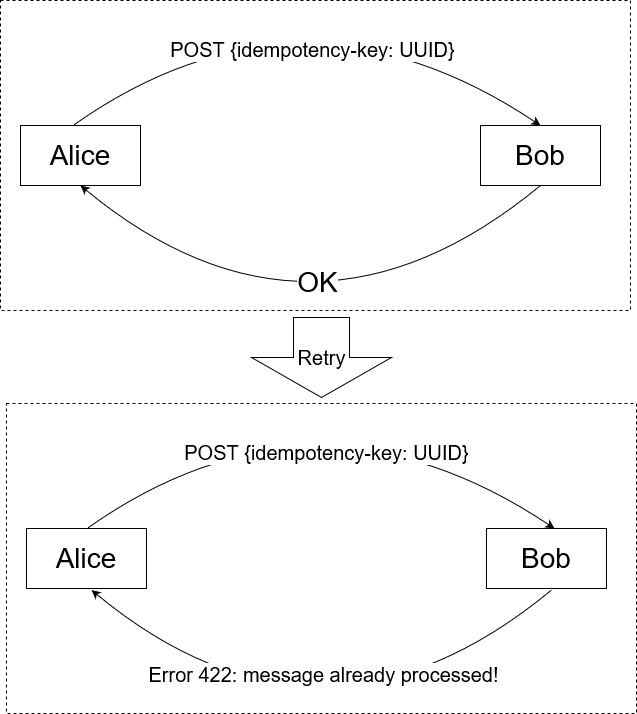 POST {idempotency-key: UUID}
Alice
Bob
OK
Retry
POST {idempotency-key: UUID}
Alice
Bob
Error 422: message already processed!